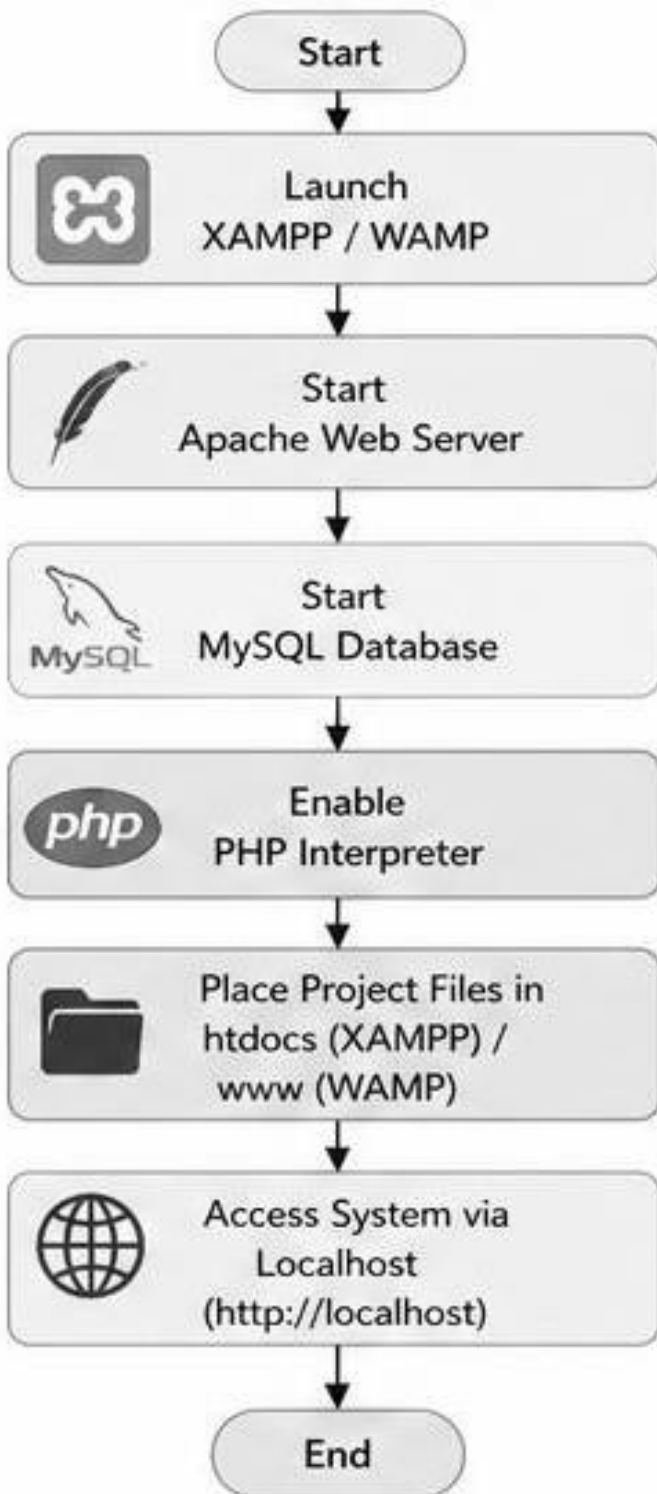 Start
Launch
XAMPP / WAMP
Start
Apache Web Server
MySQL
Start
MySQL Database
php
Enable
PHP Interpreter
Place Project Files in
htdocs (XAMPP) /
www (WAMP)
Access System via
Localhost
(http://localhost)
End